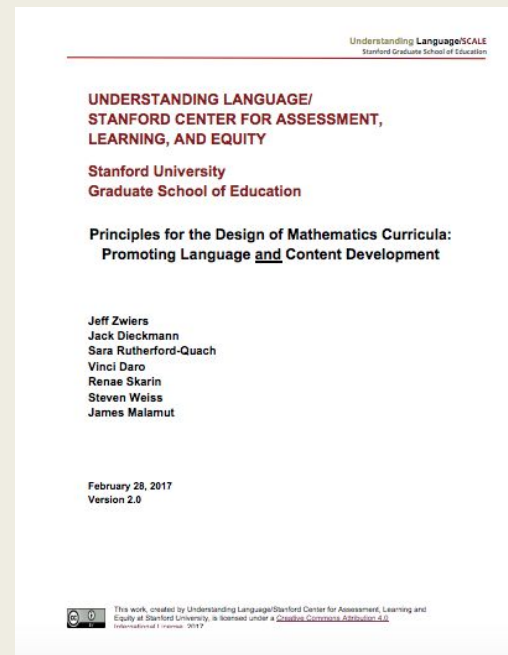 Understanding Language/SCALE
Stanford Graduate School of Education
UNDERSTANDING LANGUAGE/
STANFORD CENTER FOR ASSESSMENT,
LEARNING, AND EQUITY
Stanford University
Graduate School of Education
Principles for the Design of Mathematics Curricula:
Promoting Language and Content Development
Jeff Zwiers
Jack Dieckmann
Sara Rutherford-Quach
Vinci Daro
Renae Skarin
Steven Weiss
James Malamut
February 28, 2017
Version 2.0
This work, created by Understanding Language/Stanford Center for Assessment, Learning and
Equity at Stanford University, is licensed under a Creative Commons Attribution 4.0
International License, 2017